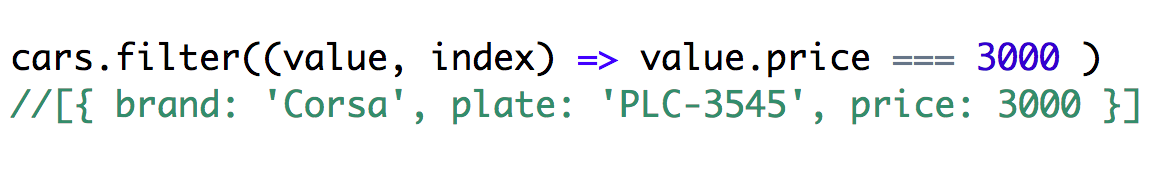 cars.filter((value, index) => value.price === 3000 )
//[{ brand: 'Corsa', plate: 'PLC-3545', price: 3000 }]